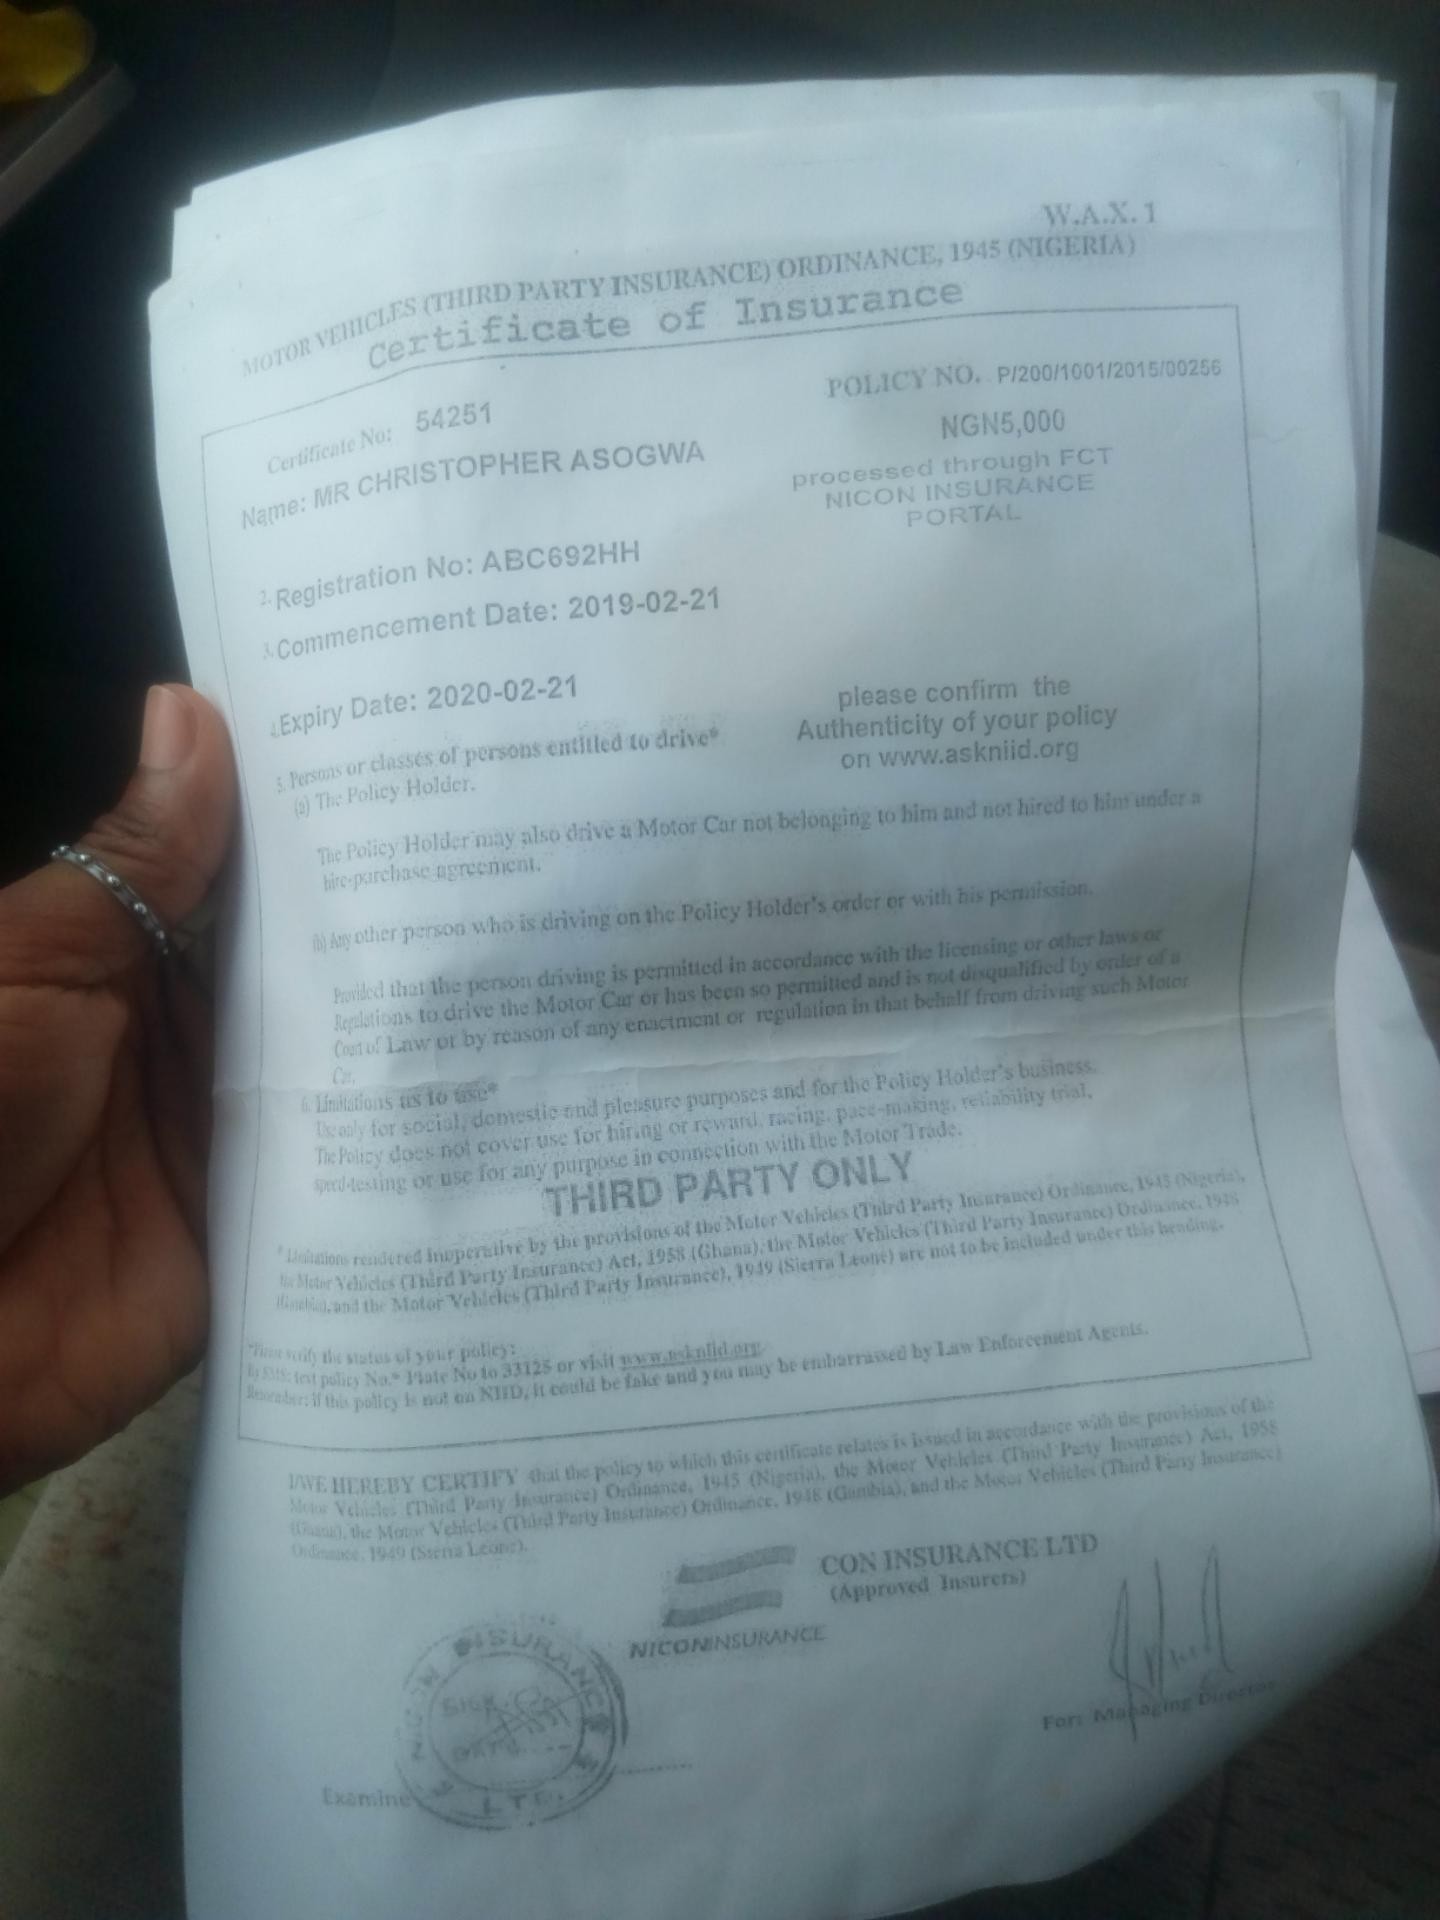 W.A.X. 1
MOTOR VEHICLES (THIRD PARTY INSURANCE) ORDINANCE, 1945 (NIGERIA)
Certificate of Insurance
POLICY NO. P/200/1001/2015/00256
Certificate No: 54251
NGN5,000
Name: MR CHRISTOPHER ASOGWA
processed through FCT
NICON INSURANCE
PORTAL
2. Registration No: ABC692HH
3. Commencement Date: 2019-02-21
4. Expiry Date: 2020-02-21
please confirm the
Authenticity of your policy
on www.askniid.org
5. Persons or classes of persons entitled to drive*
(a) The Policy Holder.
The Policy Holder may also drive a Motor Car not belonging to him and not hired to him under a
hire-purchase agreement.
(b) Any other person who is driving on the Policy Holder's order or with his permission.
Provided that the person driving is permitted in accordance with the licensing or other laws or
Regulations to drive the Motor Car or has been so permitted and is not disqualified by order of a
Court of Law or by reason of any enactment or regulation in that behalf from driving such Motor
Car.
6. Limitations as to use*
Use only for social, domestic and pleasure purposes and for the Policy Holder's business.
The Policy does not cover use for hiring or reward, racing, pace-making, reliability trial,
speed-testing or use for any purpose in connection with the Motor Trade.
THIRD PARTY ONLY
* Limitations rendered inoperative by the provisions of the Motor Vehicles (Third Party Insurance) Ordinance, 1945 (Nigeria),
the Motor Vehicles (Third Party Insurance) Act, 1958 (Ghana), the Motor Vehicles (Third Party Insurance) Ordinance, 1948
(Gambia), and the Motor Vehicles (Third Party Insurance), 1949 (Sierra Leone) are not to be included under this heading.
*Please verify the status of your policy:
By SMS: text policy No.* Plate No to 33125 or visit www.askniid.org
Remember: if this policy is not on NIID, it could be fake and you may be embarrassed by Law Enforcement Agents.
I/WE HEREBY CERTIFY that the policy to which this certificate relates is issued in accordance with the provisions of the
Motor Vehicles (Third Party Insurance) Ordinance, 1945 (Nigeria), the Motor Vehicles (Third Party Insurance) Act, 1958
(Ghana), the Motor Vehicles (Third Party Insurance) Ordinance, 1948 (Gambia), and the Motor Vehicles (Third Party Insurance)
Ordinance, 1949 (Sierra Leone).
CON INSURANCE LTD
(Approved Insurers)
NICON INSURANCE
NICON INSURANCE
SIGN
DATE
LTD.
For: Managing Director
Examine